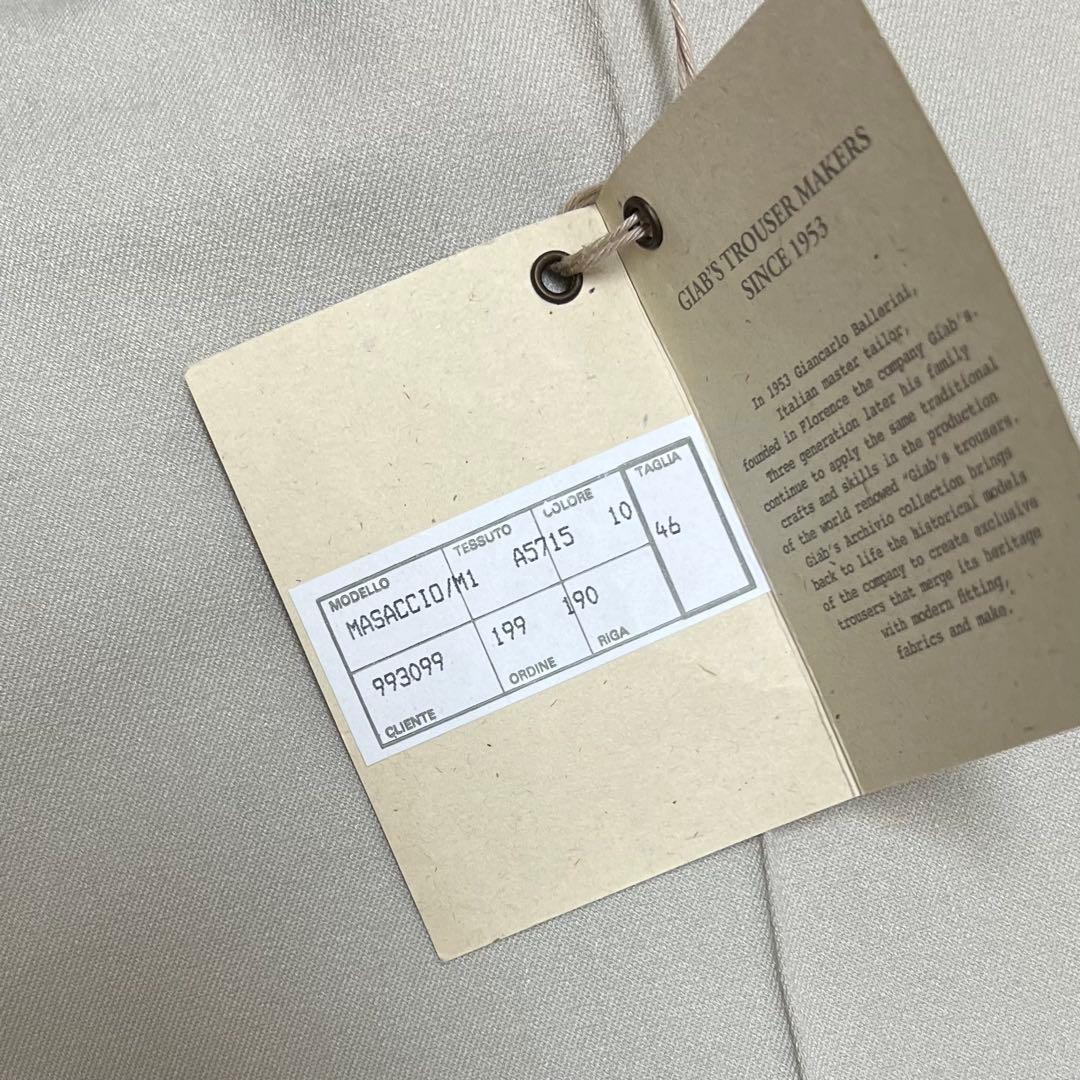 MODELLO TESSUTO COLORE TAGLIA
MASACCIO/M1 A5715 10 46
993099 199 190
CLIENTE ORDINE RIGA
GIAB'S TROUSER MAKERS
SINCE 1953
In 1953 Giancarlo Ballerini,
Italian master tailor,
founded in Florence the company Giab's.
Three generation later his family
continue to apply the same traditional
crafts and skills in the production
of the world renowed "Giab's trousers.
Giab's Archivio collection brings
back to life the historical models
of the company to create exclusive
trousers that merge its heritage
with modern fitting,
fabrics and make.